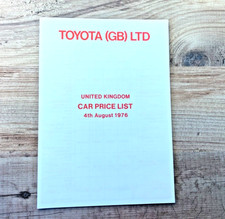 TOYOTA (GB) LTD
UNITED KINGDOM
CAR PRICE LIST
4th August 1976